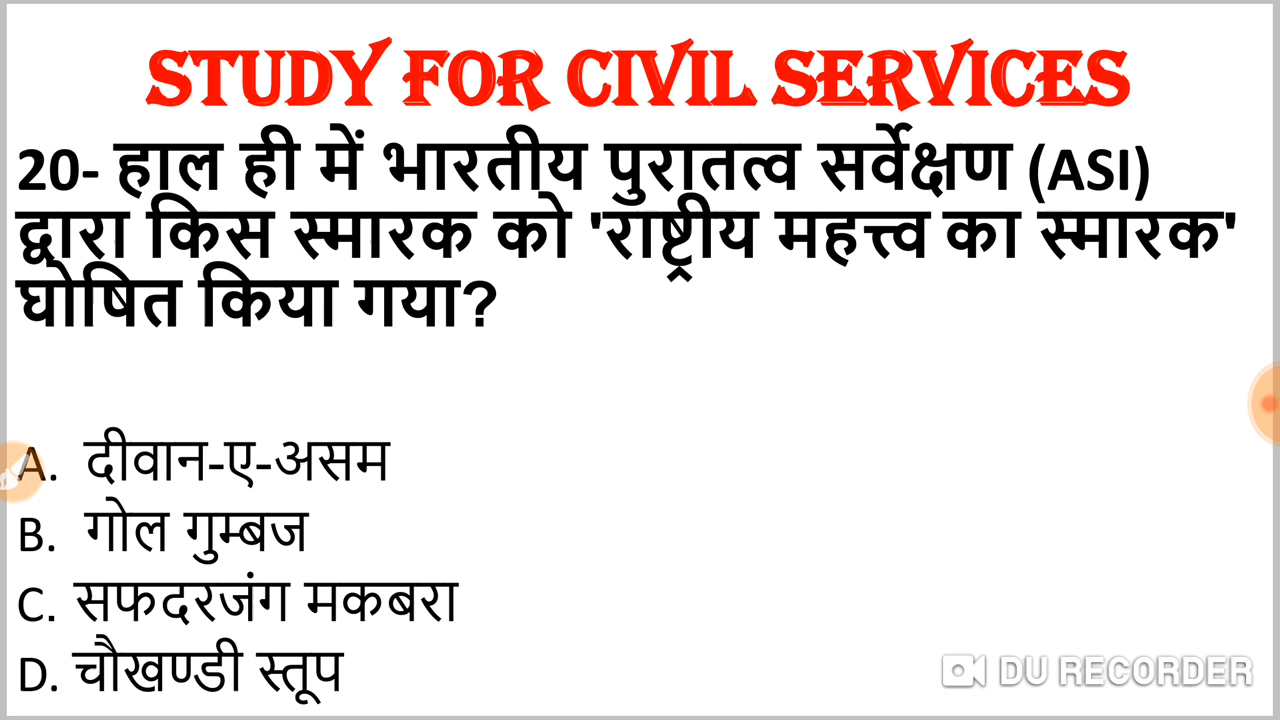 STUDY FOR CIVIL SERVICES
20- हाल ही में भारतीय पुरातत्व सर्वेक्षण (ASI)
द्वारा किस स्मारक को 'राष्ट्रीय महत्त्व का स्मारक'
घोषित किया गया?
A. दीवान-ए-असम
B. गोल गुम्बज
C. सफदरजंग मकबरा
D. चौखण्डी स्तूप
DU RECORDER